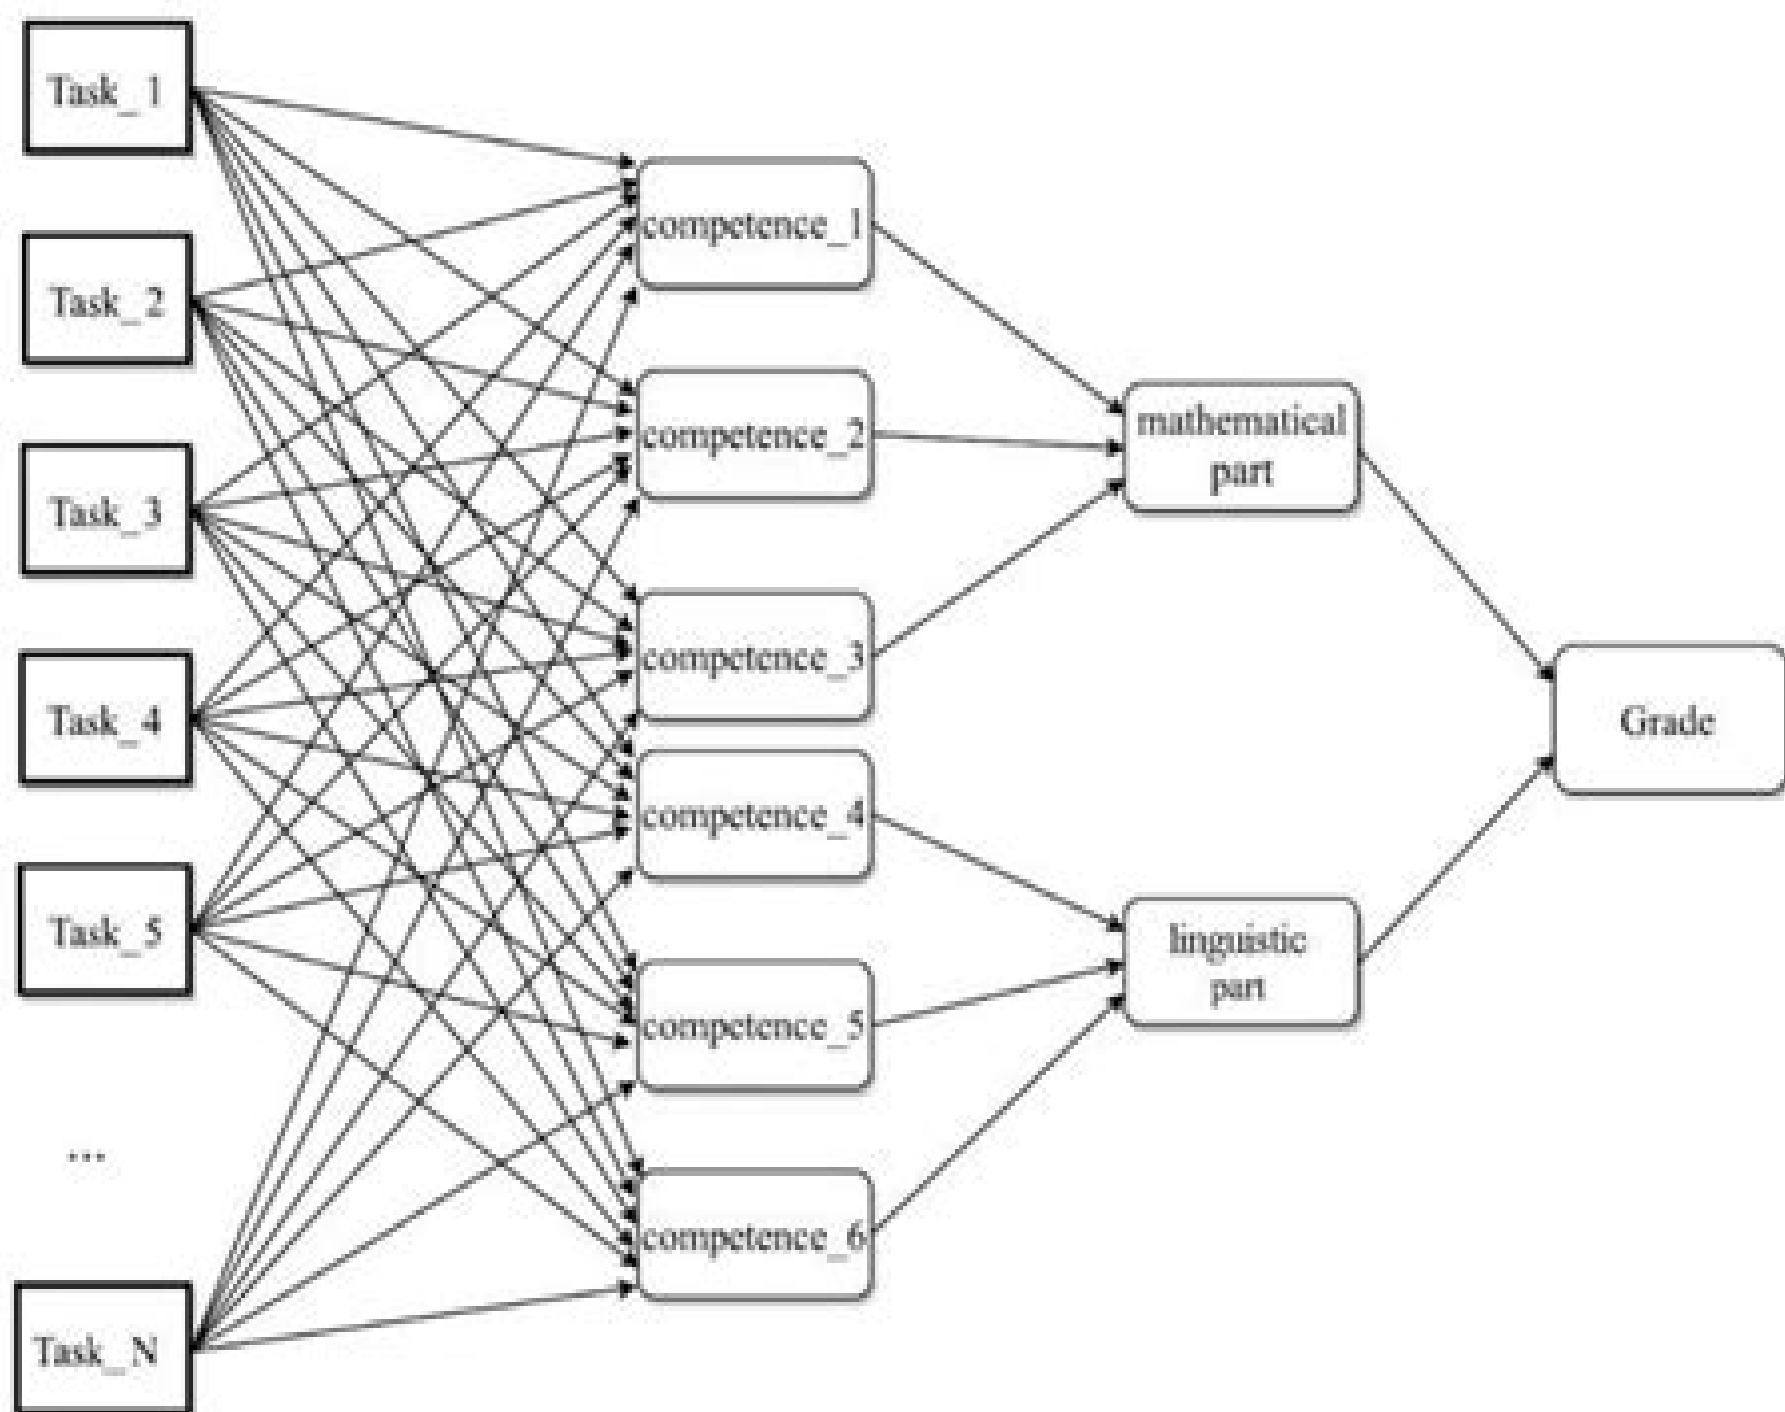 Task_1
Task_2
Task_3
Task_4
Task_5
...
Task_N
competence_1
competence_2
competence_3
competence_4
competence_5
competence_6
mathematical
part
linguistic
part
Grade